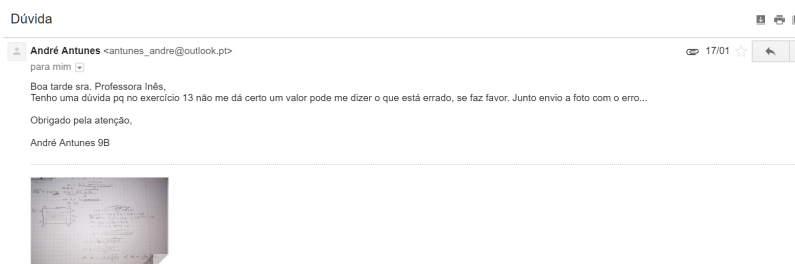 Dúvida
André Antunes <antunes_andre@outlook.pt>
17/01
para mim
Boa tarde sra. Professora Inês,
Tenho uma dúvida pq no exercício 13 não me dá certo um valor pode me dizer o que está errado, se faz favor. Junto envio a foto com o erro...
Obrigado pela atenção,
André Antunes 9B